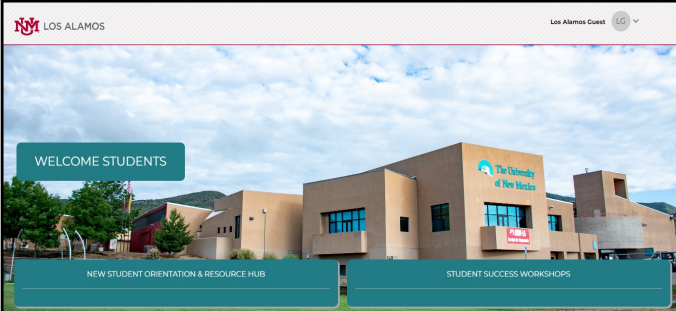 NM LOS ALAMOS
Los Alamos Guest LG
WELCOME STUDENTS
The University
of New Mexico
NEW STUDENT ORIENTATION & RESOURCE HUB
STUDENT SUCCESS WORKSHOPS